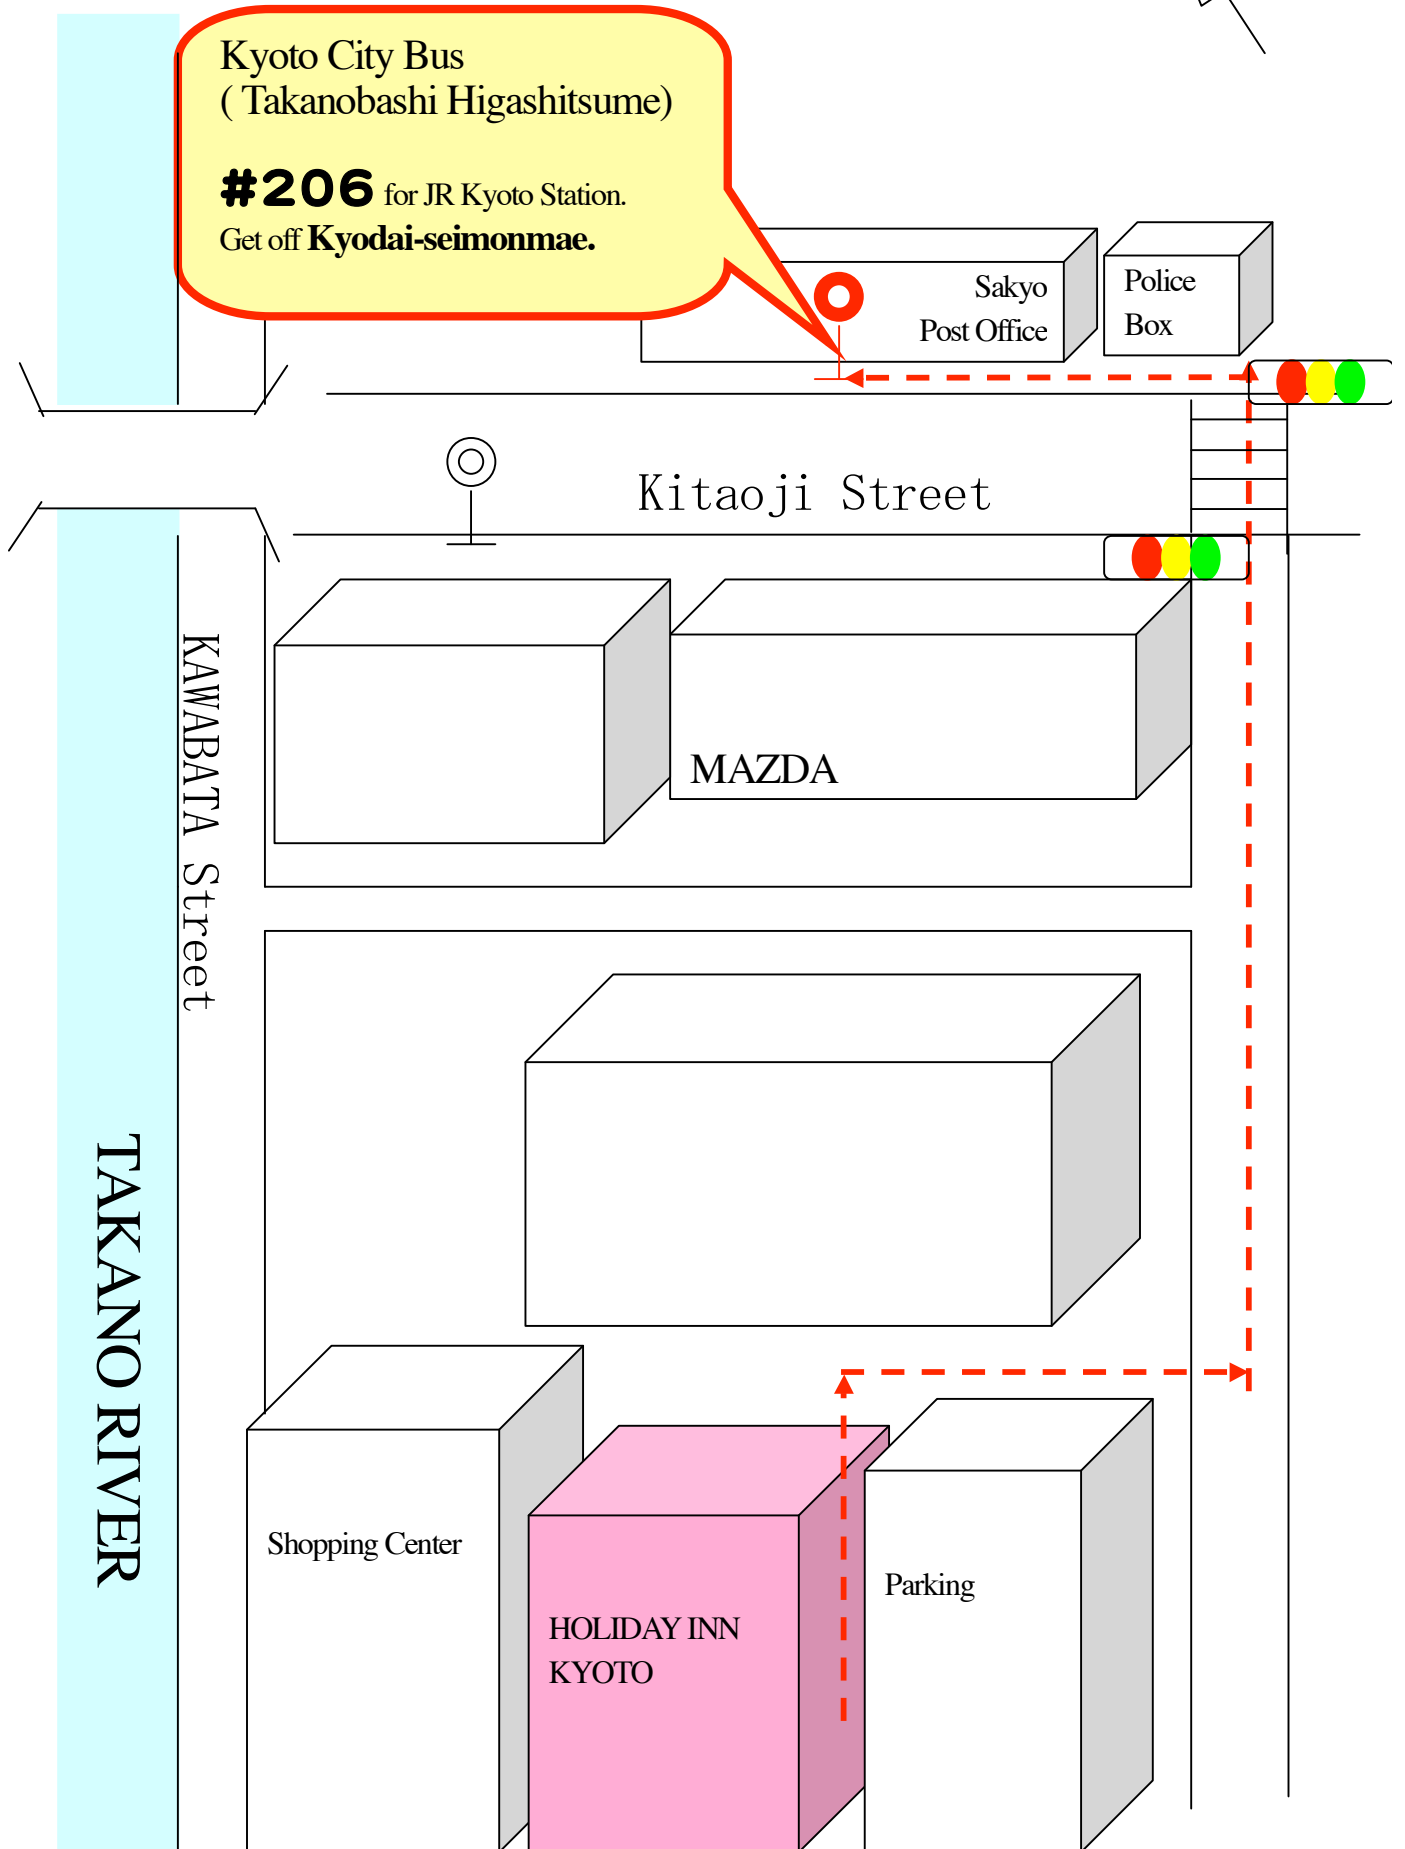 Kyoto City Bus
( Takanobashi Higashitsume)
#206 for JR Kyoto Station.
Get off Kyodai-seimonmae.
Sakyo
Post Office
Police
Box
Kitaoji Street
KAWABATA Street
MAZDA
TAKANO RIVER
Shopping Center
HOLIDAY INN
KYOTO
Parking